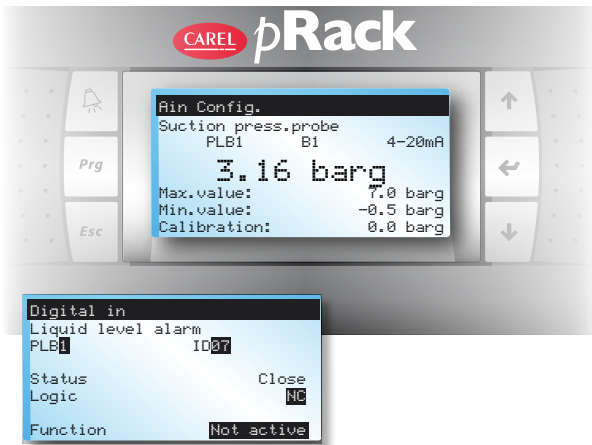 CAREL pRack
Ain Config.
Suction press.probe
PLB1 B1 4-20mA
3.16 barg
Max.value: 7.0 barg
Min.value: -0.5 barg
Calibration: 0.0 barg
Prg
Esc
Digital in
Liquid level alarm
PLB1 ID07
Status Close
Logic NC
Function Not active